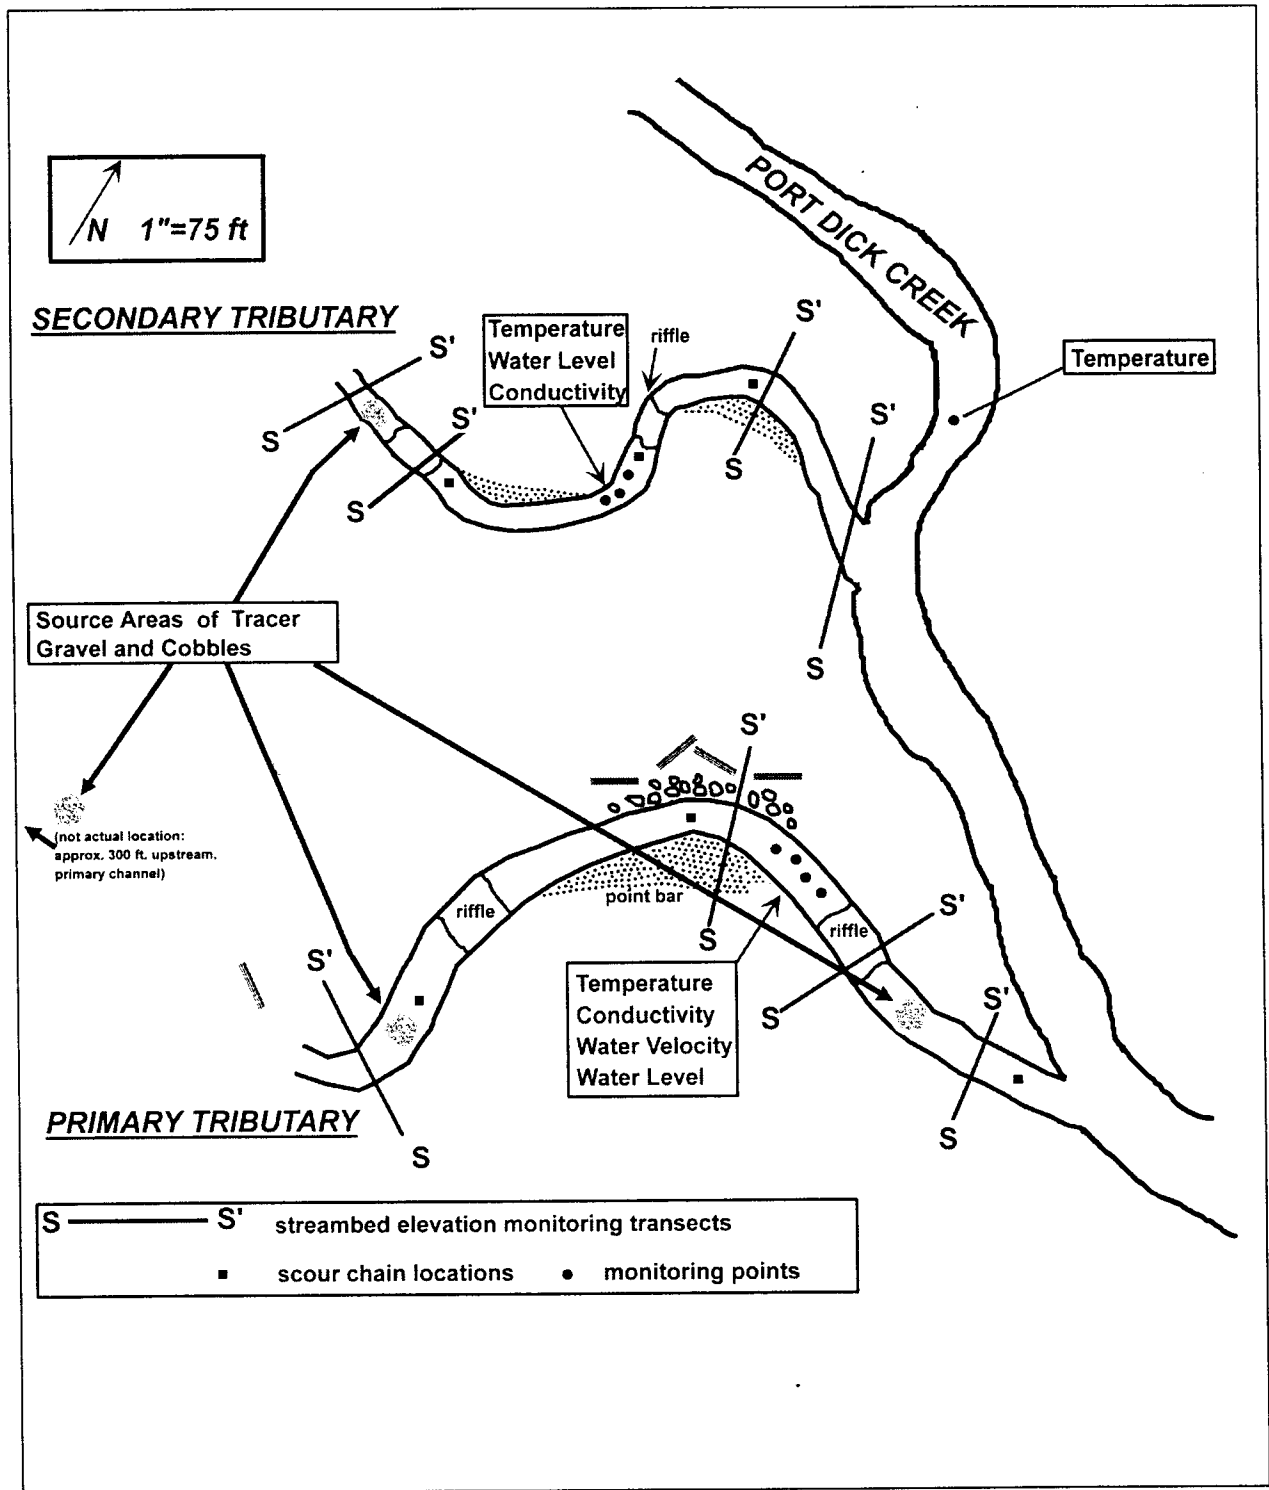 PORT DICK CREEK
N 1"=75 ft
SECONDARY TRIBUTARY
S'
Temperature
Water Level
Conductivity
riffle
S'
Temperature
S'
S
S'
S
S
S
Source Areas of Tracer
Gravel and Cobbles
S
S'
(not actual location:
approx. 300 ft. upstream,
primary channel)
point bar
riffle
S'
riffle
S
S'
Temperature
Conductivity
Water Velocity
Water Level
S
S'
PRIMARY TRIBUTARY
S
S
S S' streambed elevation monitoring transects
scour chain locations monitoring points